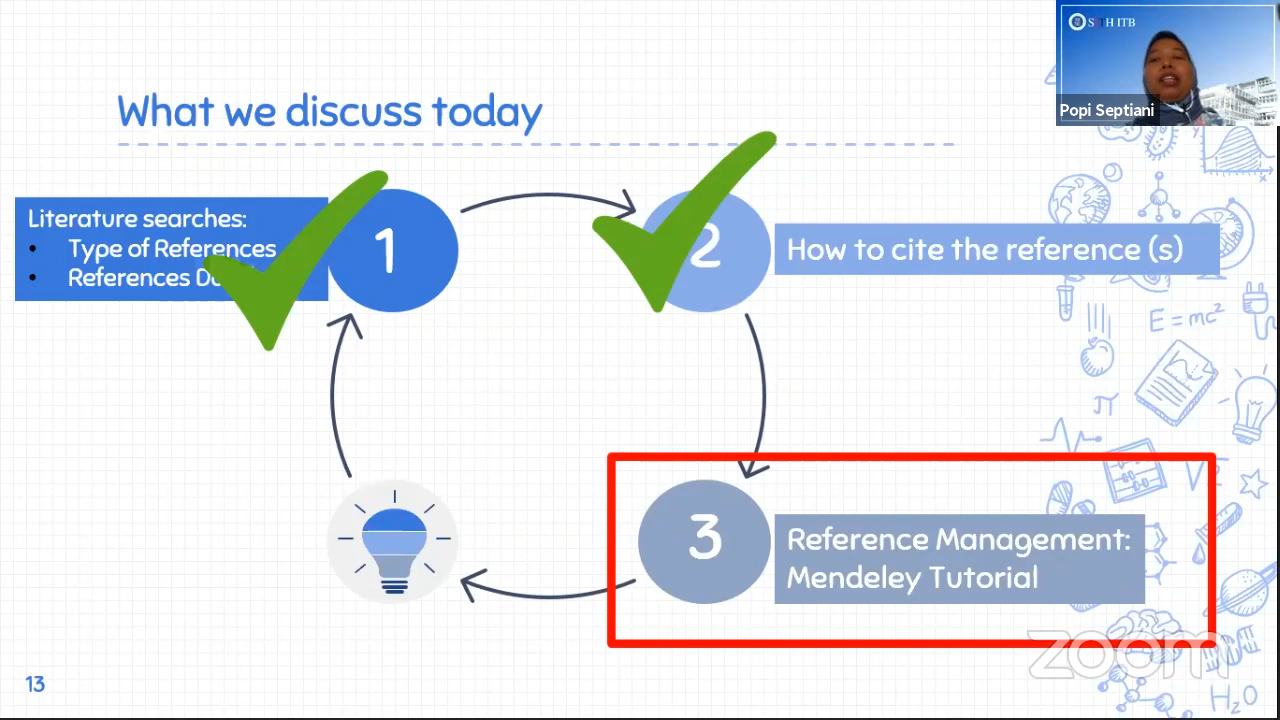 S TH ITB
Popi Septiani
What we discuss today
Literature searches:
• Type of References
• References
1
2
How to cite the reference (s)
3
Reference Management:
Mendeley Tutorial
E = mc²
π
H₂O
zoom
13